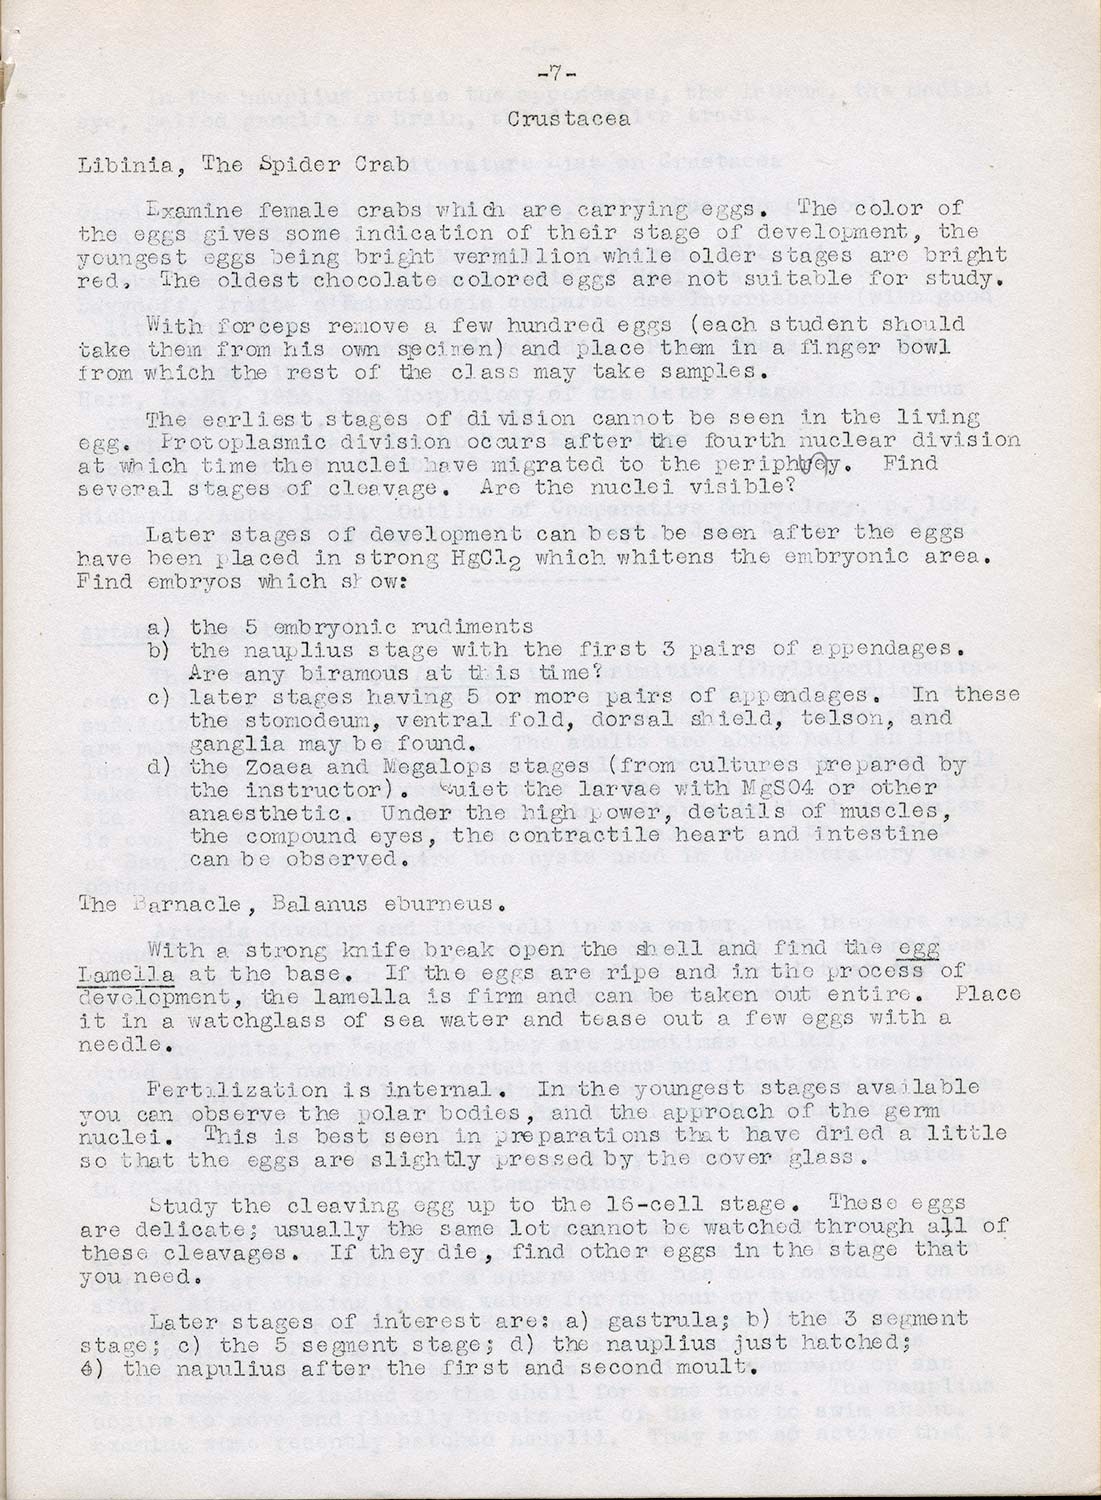 -7-
Crustacea
Libinia, The Spider Crab
Examine female crabs which are carrying eggs. The color of
the eggs gives some indication of their stage of development, the
youngest eggs being bright vermillion while older stages are bright
red. The oldest chocolate colored eggs are not suitable for study.
With forceps remove a few hundred eggs (each student should
take them from his own specimen) and place them in a finger bowl
from which the rest of the class may take samples.
The earliest stages of division cannot be seen in the living
egg. Protoplasmic division occurs after the fourth nuclear division
at which time the nuclei have migrated to the periphery. Find
several stages of cleavage. Are the nuclei visible?
Later stages of development can best be seen after the eggs
have been placed in strong HgCl2 which whitens the embryonic area.
Find embryos which show:
a) the 5 embryonic rudiments
b) the nauplius stage with the first 3 pairs of appendages.
Are any biramous at this time?
c) later stages having 5 or more pairs of appendages. In these
the stomodeum, ventral fold, dorsal shield, telson, and
ganglia may be found.
d) the Zoaea and Megalops stages (from cultures prepared by
the instructor). Quiet the larvae with MgSO4 or other
anaesthetic. Under the high power, details of muscles,
the compound eyes, the contractile heart and intestine
can be observed.
The Barnacle, Balanus eburneus.
With a strong knife break open the shell and find the egg
Lamella at the base. If the eggs are ripe and in the process of
development, the lamella is firm and can be taken out entire. Place
it in a watchglass of sea water and tease out a few eggs with a
needle.
Fertilization is internal. In the youngest stages available
you can observe the polar bodies, and the approach of the germ
nuclei. This is best seen in preparations that have dried a little
so that the eggs are slightly pressed by the cover glass.
Study the cleaving egg up to the 16-cell stage. These eggs
are delicate; usually the same lot cannot be watched through all of
these cleavages. If they die, find other eggs in the stage that
you need.
Later stages of interest are: a) gastrula; b) the 3 segment
stage; c) the 5 segment stage; d) the nauplius just hatched;
e) the napulius after the first and second moult.